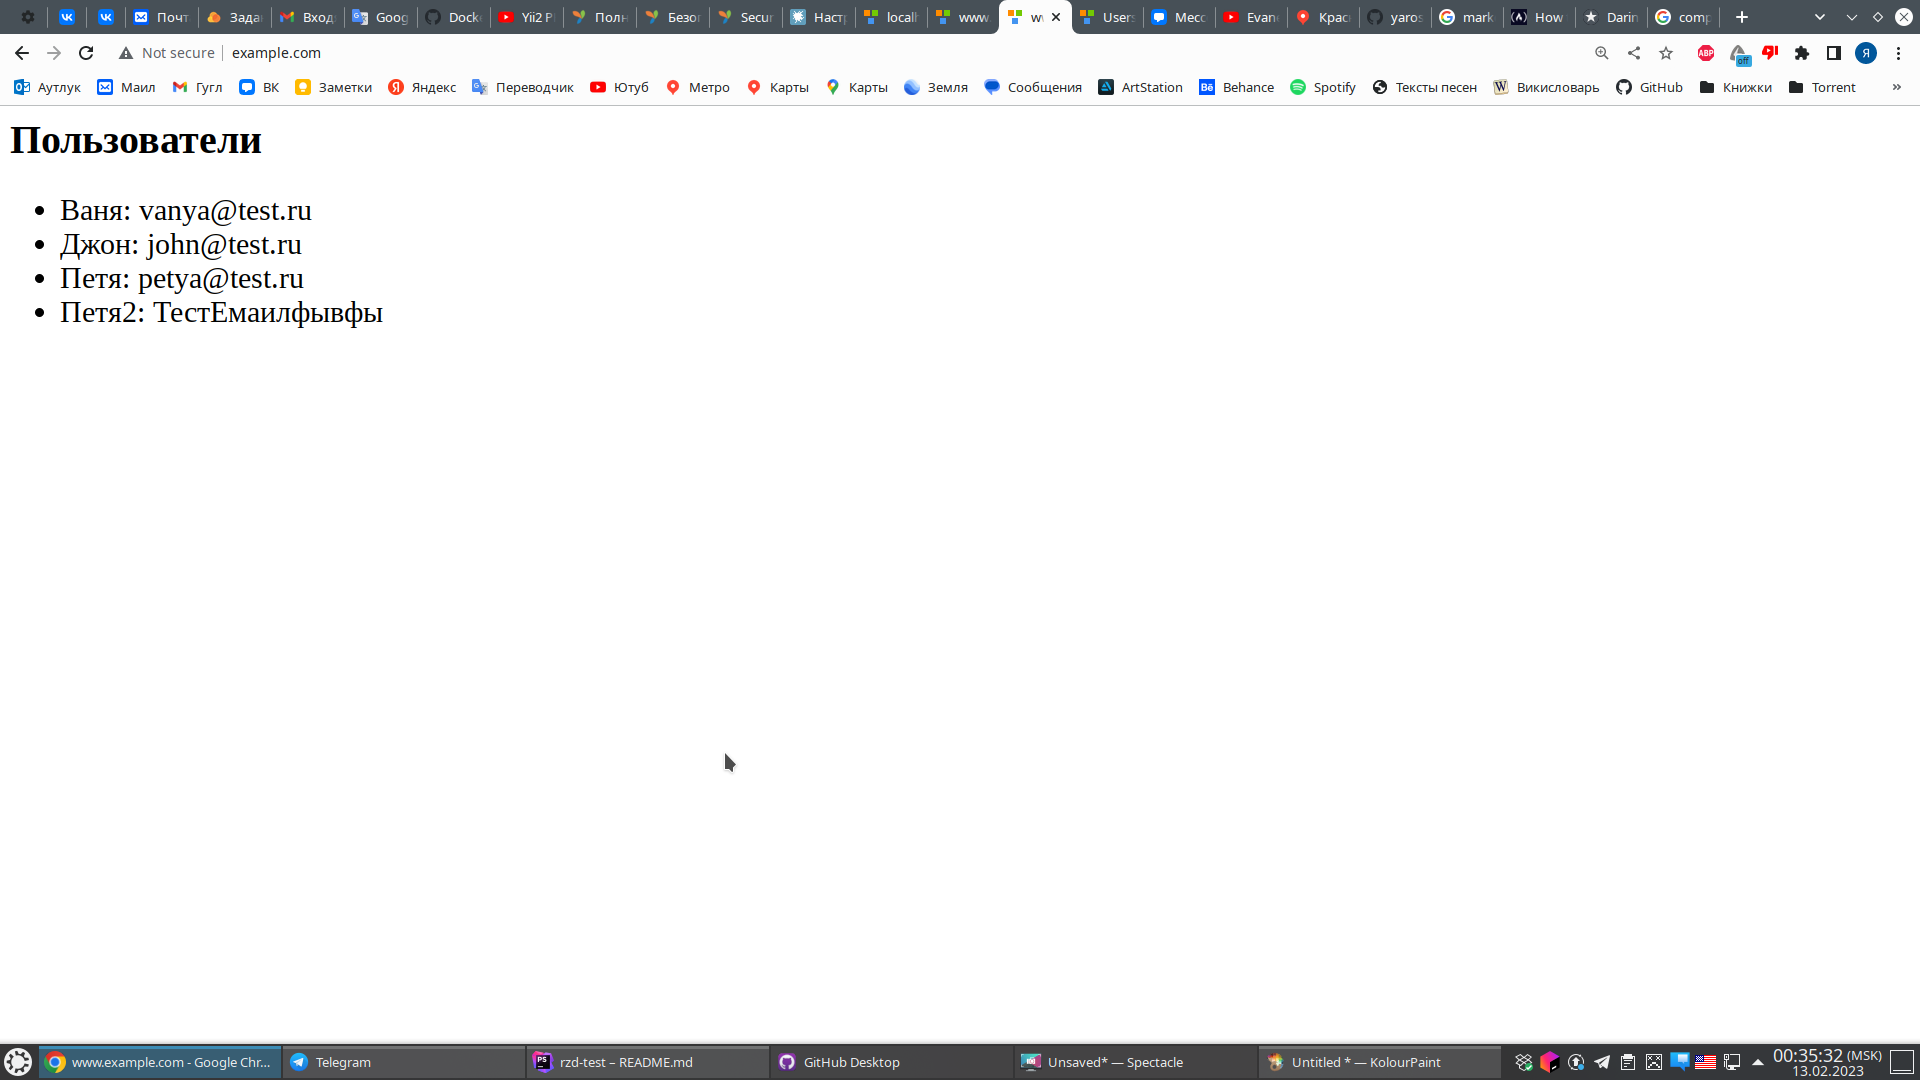 Почт
Зада
Вход
Goog
Dock
Yii2 P
Полн
Безог
Secur
Наст
local
www.
w
Users
Месс
Evan
Крас
yaros
mark
How
Darin
comp
Not secure
example.com
ABP
off
Я
Аутлук
Маил
Гугл
ВК
Заметки
Яндекс
Переводчик
Ютуб
Метро
Карты
Карты
Земля
Сообщения
ArtStation
Behance
Spotify
Тексты песен
Викисловарь
GitHub
Книжки
Torrent
»
Пользователи
Ваня: vanya@test.ru
Джон: john@test.ru
Петя: petya@test.ru
Петя2: ТестЕмаилфывфы
www.example.com - Google Chr...
Telegram
rzd-test – README.md
GitHub Desktop
Unsaved* — Spectacle
Untitled * — KolourPaint
00:35:32 (MSK)
13.02.2023